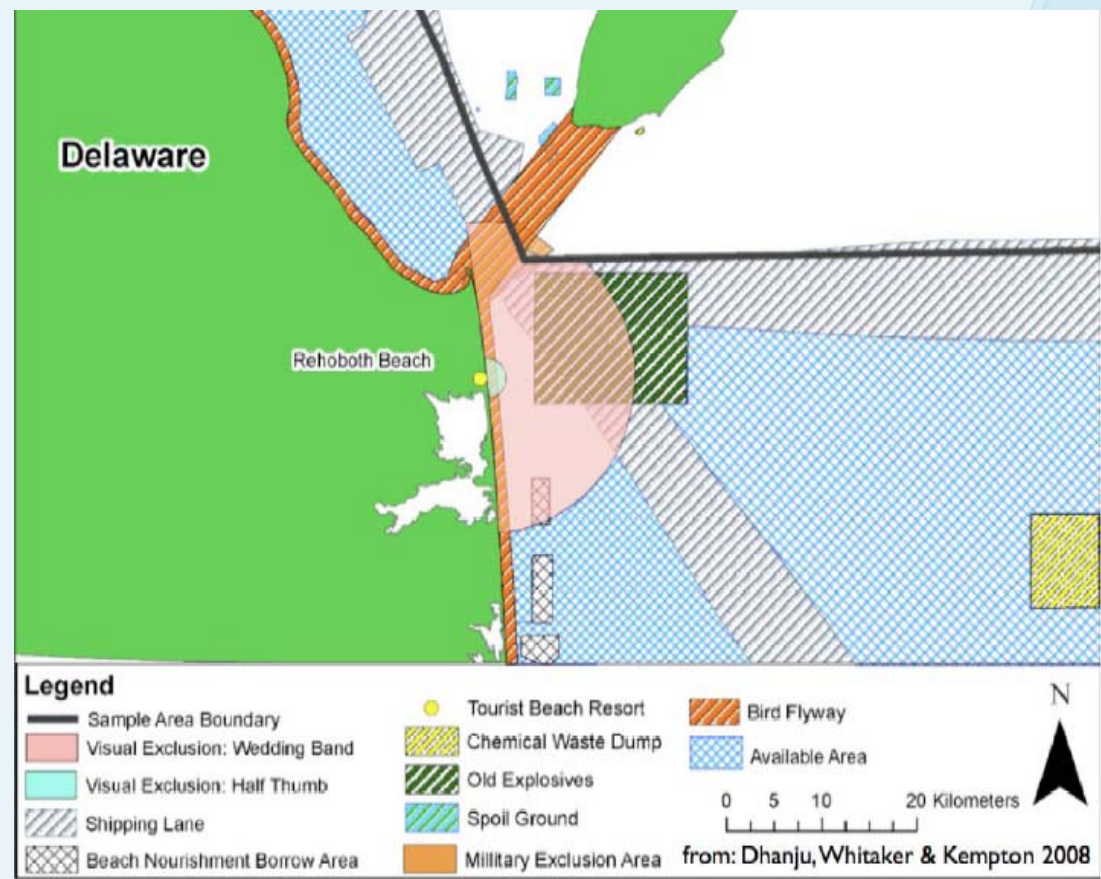 Delaware
Rehoboth Beach
Legend
Sample Area Boundary
Visual Exclusion: Wedding Band
Visual Exclusion: Half Thumb
Shipping Lane
Beach Nourishment Borrow Area
Tourist Beach Resort
Chemical Waste Dump
Old Explosives
Spoil Ground
Millitary Exclusion Area
Bird Flyway
Available Area
N
0 5 10 20 Kilometers
from: Dhanju, Whitaker & Kempton 2008